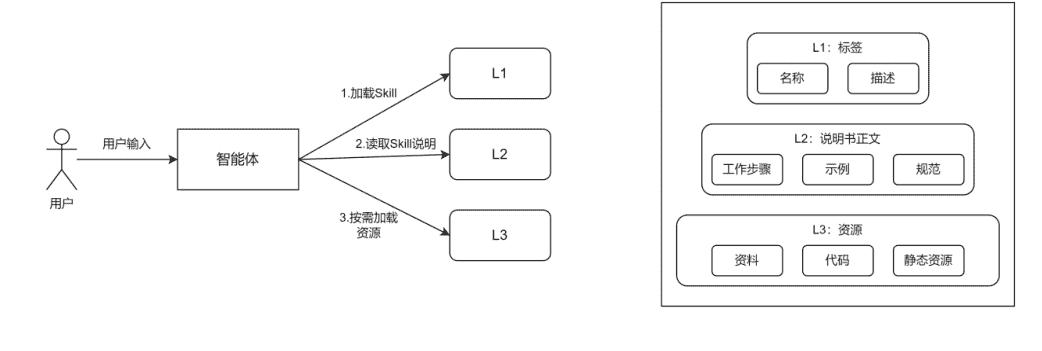 用户输入
用户
智能体
1.加载Skill
2.读取Skill说明
3.按需加载
资源
L1
L2
L3
L1：标签
名称
描述
L2：说明书正文
工作步骤
示例
规范
L3：资源
资料
代码
静态资源